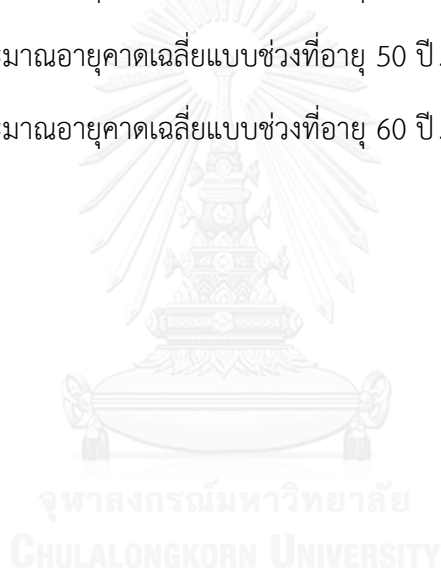 มาณอายุคาดเฉลี่ยแบบช่วงที่อายุ 50 ปี.
มาณอายุคาดเฉลี่ยแบบช่วงที่อายุ 60 ปี.
จุฬาลงกรณ์มหาวิทยาลัย
CHULALONGKORN UNIVERSITY